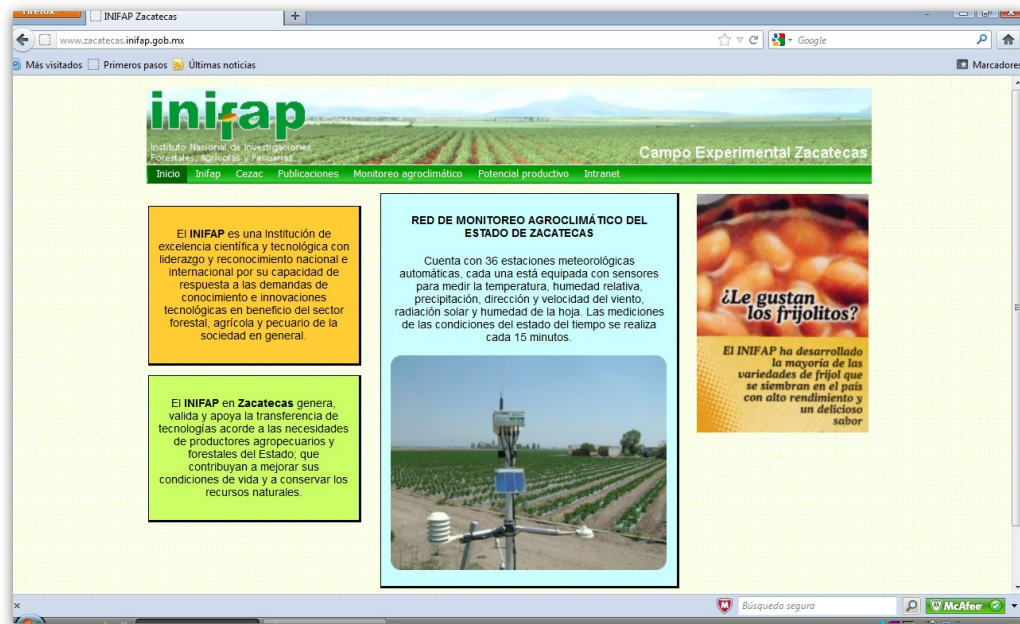 Firefox
INIFAP Zacatecas
www.zacatecas.inifap.gob.mx
Google
Más visitados
Primeros pasos
Últimas noticias
Marcadores
inifap
Instituto Nacional de Investigaciones
Forestales, Agrícolas y Pecuarias
Campo Experimental Zacatecas
Inicio Inifap Cezac Publicaciones Monitoreo agroclimático Potencial productivo Intranet
El INIFAP es una Institución de
excelencia científica y tecnológica con
liderazgo y reconocimiento nacional e
internacional por su capacidad de
respuesta a las demandas de
conocimiento e innovaciones
tecnológicas en beneficio del sector
forestal, agrícola y pecuario de la
sociedad en general.
El INIFAP en Zacatecas genera,
valida y apoya la transferencia de
tecnologías acorde a las necesidades
de productores agropecuarios y
forestales del Estado; que
contribuyan a mejorar sus
condiciones de vida y a conservar los
recursos naturales.
RED DE MONITOREO AGROCLIMÁTICO DEL
ESTADO DE ZACATECAS
Cuenta con 36 estaciones meteorológicas
automáticas, cada una está equipada con sensores
para medir la temperatura, humedad relativa,
precipitación, dirección y velocidad del viento,
radiación solar y humedad de la hoja. Las mediciones
de las condiciones del estado del tiempo se realiza
cada 15 minutos.
¿Le gustan
los frijolitos?
El INIFAP ha desarrollado
la mayoría de las
variedades de frijol que
se siembran en el país
con alto rendimiento y
un delicioso
sabor
Búsqueda segura
McAfee